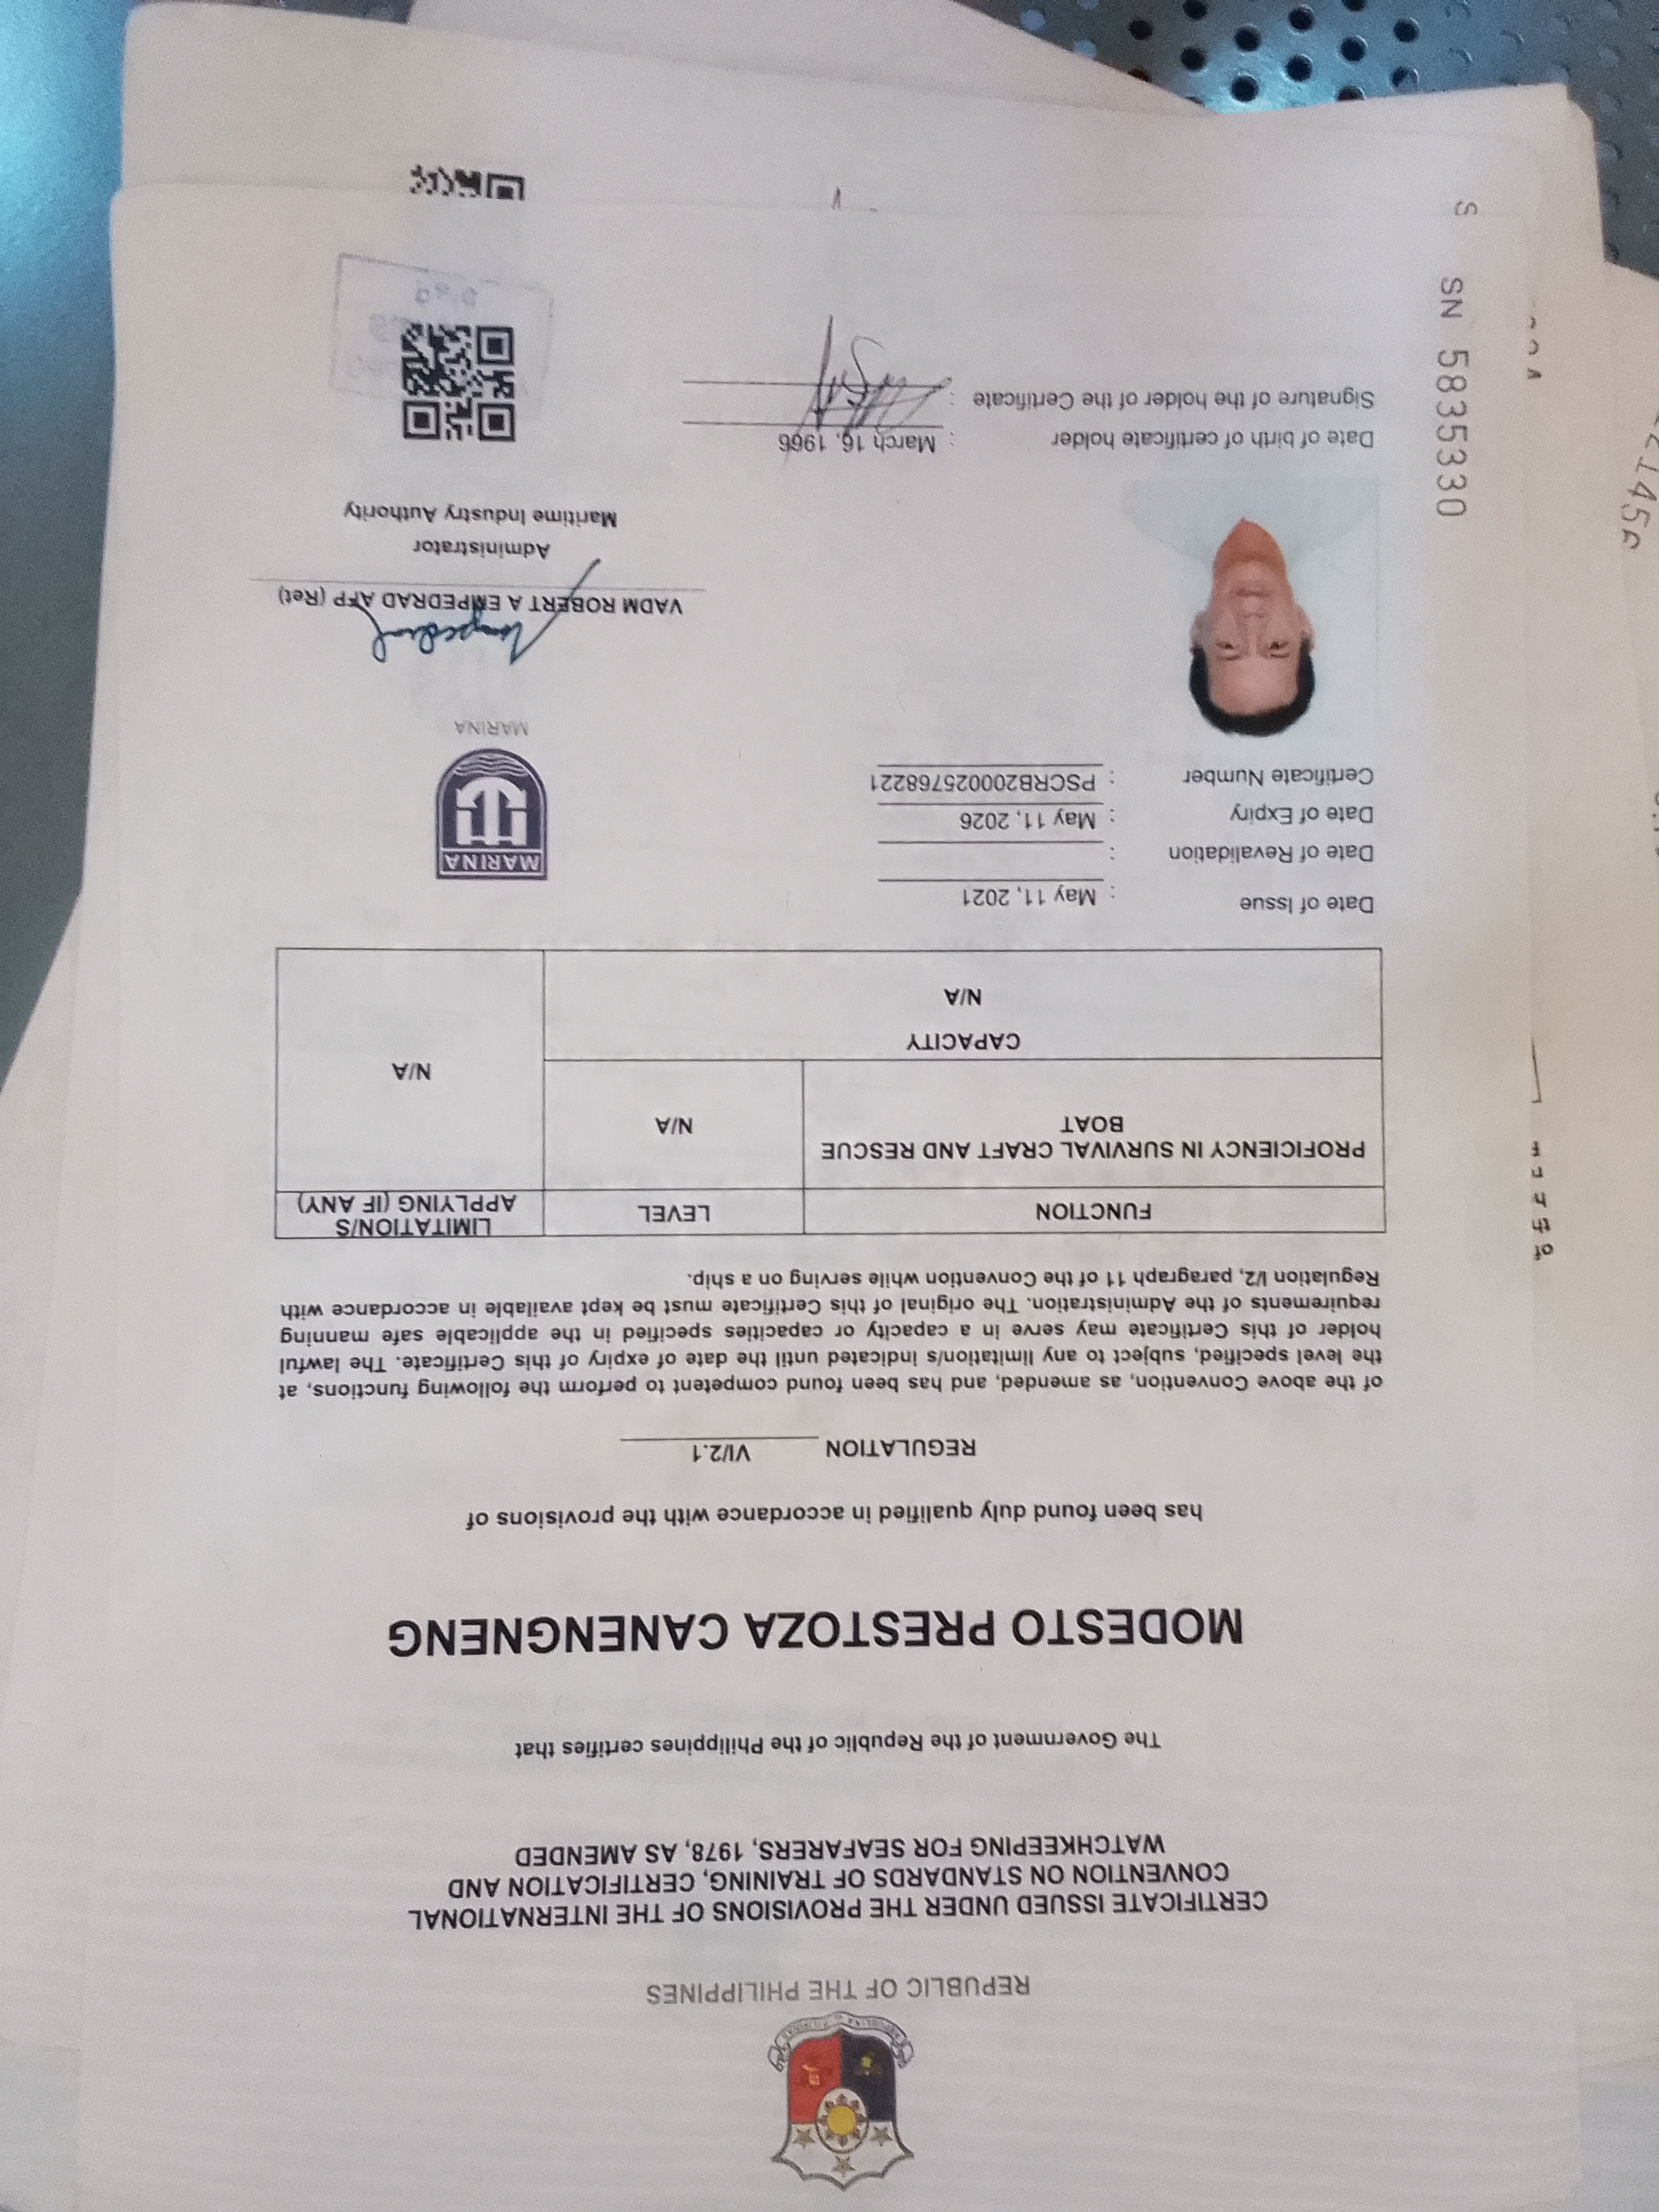 REPUBLIC OF THE PHILIPPINES
CERTIFICATE ISSUED UNDER THE PROVISIONS OF THE INTERNATIONAL
CONVENTION ON STANDARDS OF TRAINING, CERTIFICATION AND
WATCHKEEPING FOR SEAFARERS, 1978, AS AMENDED
The Government of the Republic of the Philippines certifies that
MODESTO PRESTOZA CANENGNENG
has been found duly qualified in accordance with the provisions of
REGULATION VI/2.1
of the above Convention, as amended, and has been found competent to perform the following functions, at
the level specified, subject to any limitation/s indicated until the date of expiry of this Certificate. The lawful
holder of this Certificate may serve in a capacity or capacities specified in the applicable safe manning
requirements of the Administration. The original of this Certificate must be kept available in accordance with
Regulation I/2, paragraph 11 of the Convention while serving on a ship.
FUNCTION LEVEL LIMITATION/S
APPLYING (IF ANY)
PROFICIENCY IN SURVIVAL CRAFT AND RESCUE
BOAT
N/A
N/A
CAPACITY
N/A
Date of Issue : May 11, 2021
Date of Revalidation :
Date of Expiry : May 11, 2026
Certificate Number : PSCRB200025768221
MARINA
MARINA
VADM ROBERT A EMPEDRAD AFP (Ret)
Administrator
Maritime Industry Authority
Date of birth of certificate holder : March 16, 1966
Signature of the holder of the Certificate :
SN 5835330